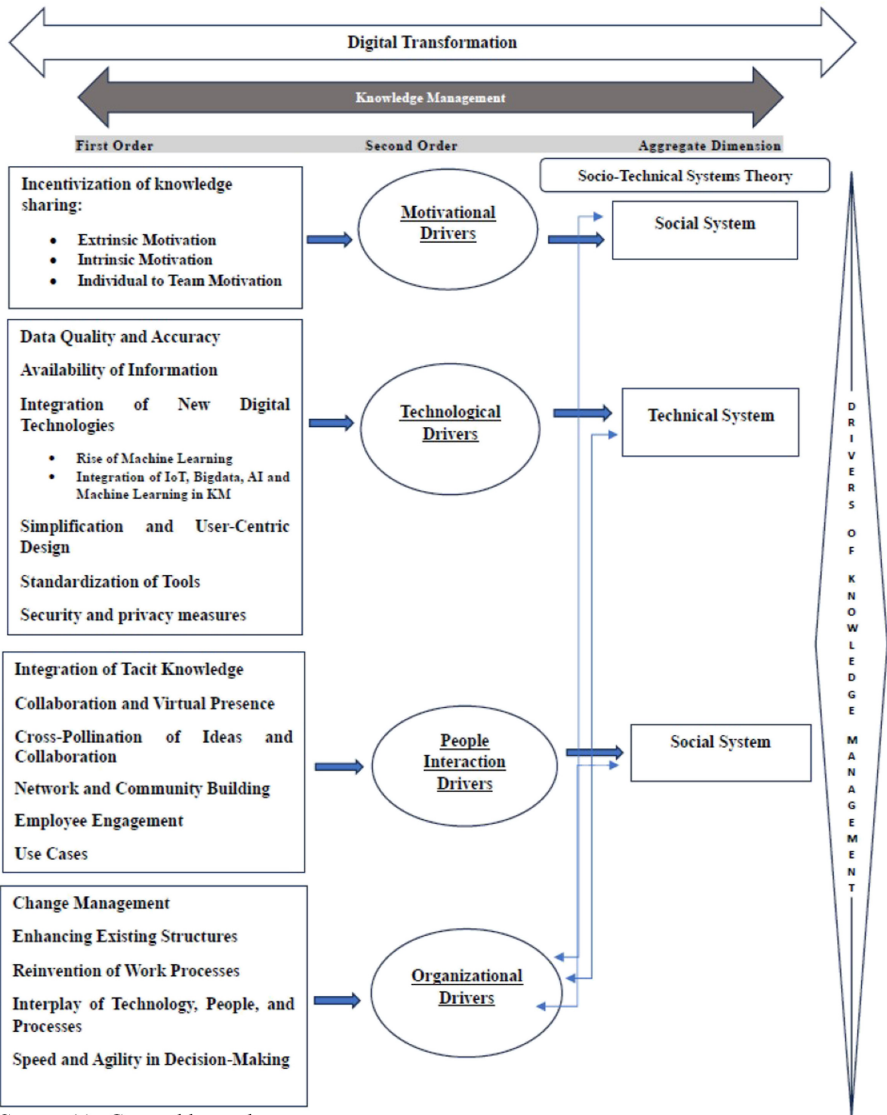 Digital Transformation
Knowledge Management
First Order
Second Order
Aggregate Dimension
Socio-Technical Systems Theory
Incentivization of knowledge
sharing:
• Extrinsic Motivation
• Intrinsic Motivation
• Individual to Team Motivation
Motivational
Drivers
Social System
Data Quality and Accuracy
Availability of Information
Integration of New Digital
Technologies
• Rise of Machine Learning
• Integration of IoT, Bigdata, AI and
Machine Learning in KM
Simplification and User-Centric
Design
Standardization of Tools
Security and privacy measures
Technological
Drivers
Technical System
Integration of Tacit Knowledge
Collaboration and Virtual Presence
Cross-Pollination of Ideas and
Collaboration
Network and Community Building
Employee Engagement
Use Cases
People
Interaction
Drivers
Social System
Change Management
Enhancing Existing Structures
Reinvention of Work Processes
Interplay of Technology, People, and
Processes
Speed and Agility in Decision-Making
Organizational
Drivers
DRIVERS OF KNOWLEDGE MANAGEMENT